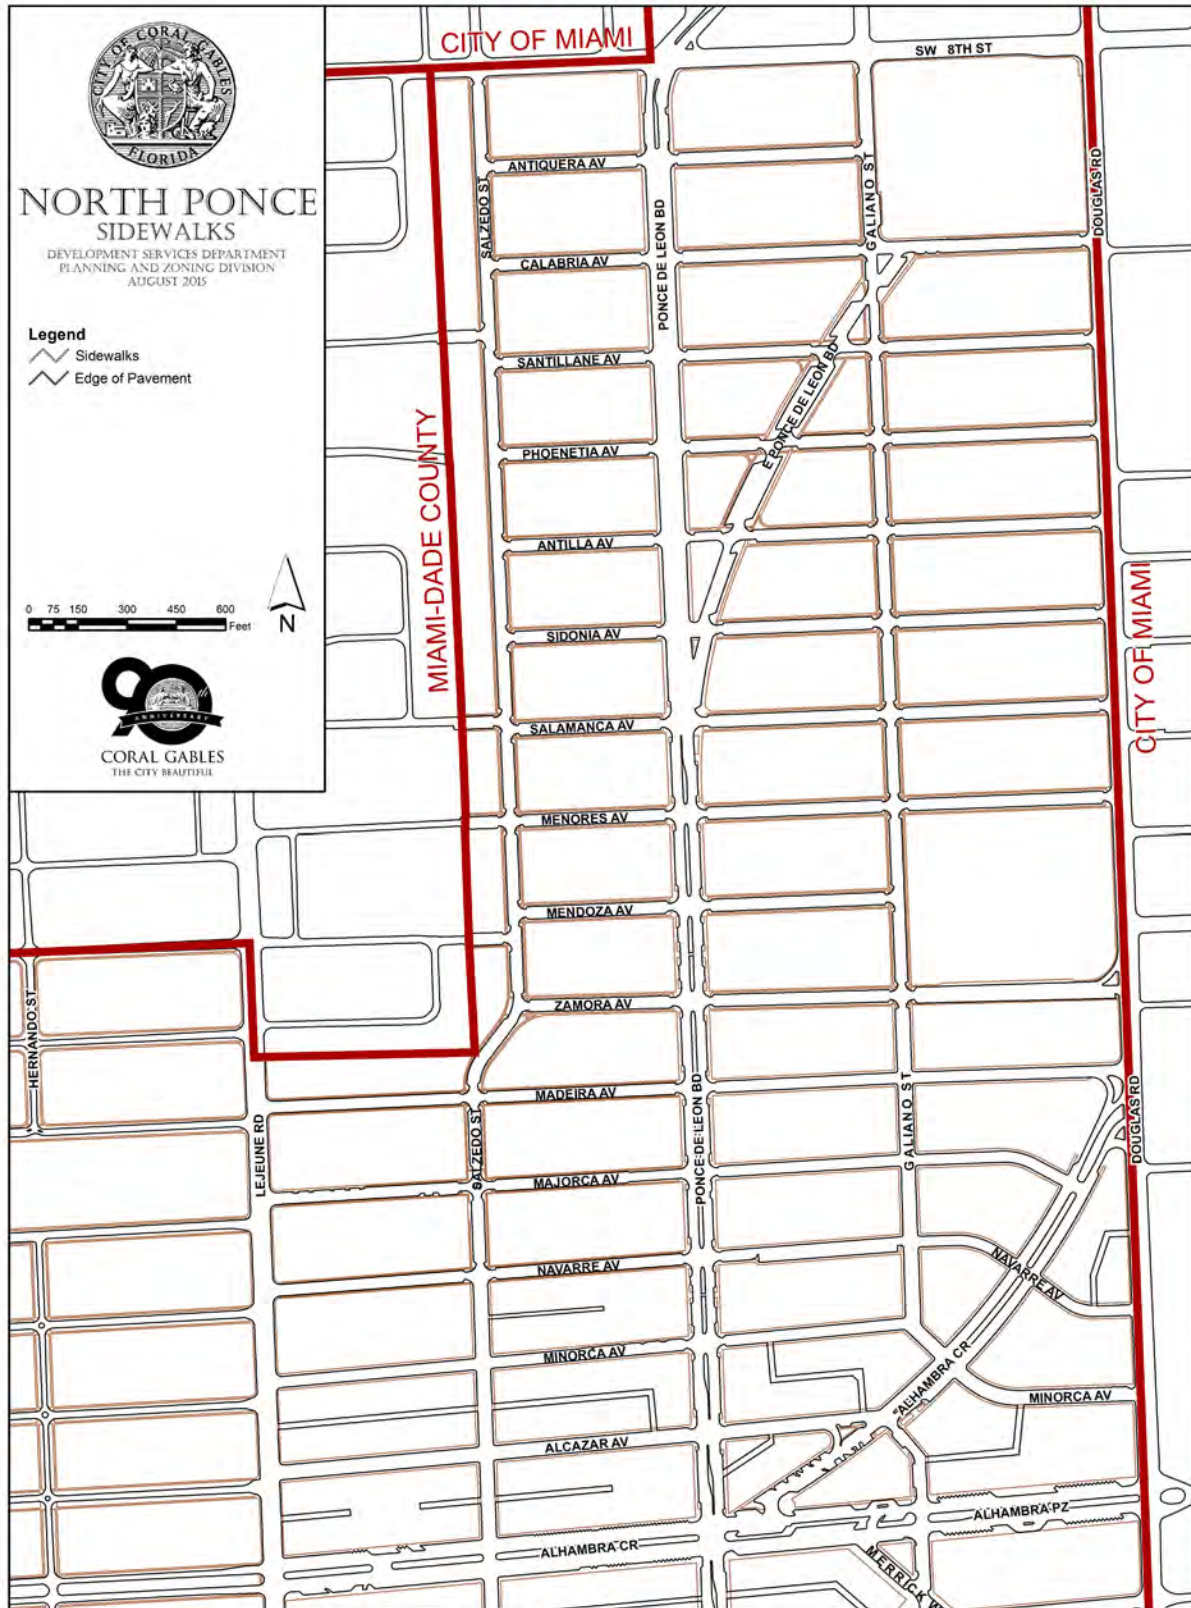 CITY OF CORAL GABLES
FLORIDA
NORTH PONCE
SIDEWALKS
DEVELOPMENT SERVICES DEPARTMENT
PLANNING AND ZONING DIVISION
AUGUST 2015
Legend
Sidewalks
Edge of Pavement
0 75 150 300 450 600
Feet
N
90th
ANNIVERSARY
CORAL GABLES
THE CITY BEAUTIFUL
CITY OF MIAMI
SW 8TH ST
ANTIQUERA AV
SALZEDO ST
GALIANO ST
DOUGLAS RD
PONCE DE LEON BD
CALABRIA AV
SANTILLANE AV
E PONCE DE LEON BD
MIAMI-DADE COUNTY
PHOENETIA AV
ANTILLA AV
SIDONIA AV
CITY OF MIAMI
SALAMANCA AV
MENORES AV
MENDOZA AV
HERNANDO ST
ZAMORA AV
MADEIRA AV
LEJEUNE RD
SALZEDO ST
PONCE DE LEON BD
GALIANO ST
DOUGLAS RD
MAJORCA AV
NAVARRE AV
NAVARRE AV
MINORCA AV
ALHAMBRA CR
MINORCA AV
ALCAZAR AV
ALHAMBRA PZ
ALHAMBRA CR
MERRICK